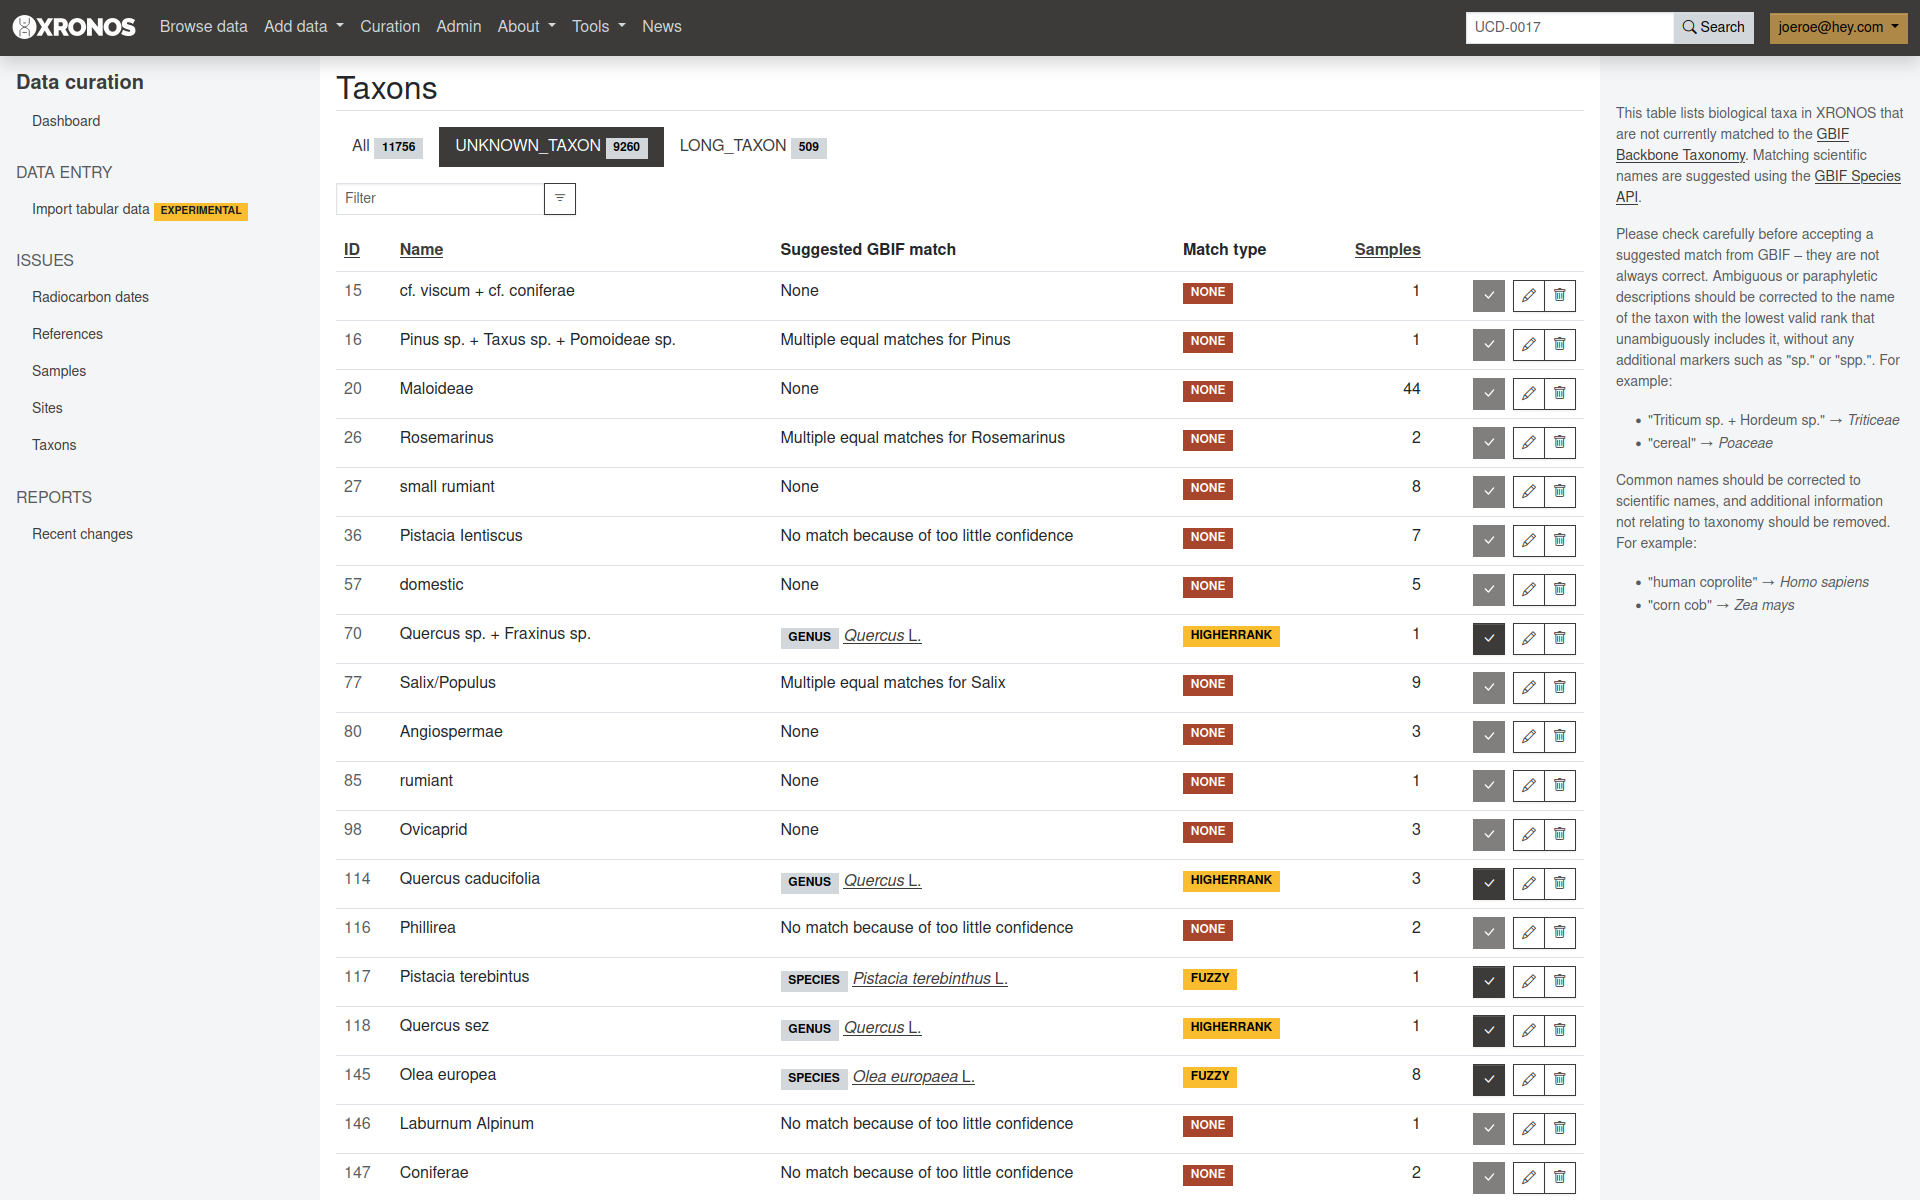 XRONOS Browse data Add data Curation Admin About Tools News UCD-0017 Search joeroe@hey.com
Data curation
Dashboard
DATA ENTRY
Import tabular data EXPERIMENTAL
ISSUES
Radiocarbon dates
References
Samples
Sites
Taxons
REPORTS
Recent changes
Taxons
All 11756 UNKNOWN_TAXON 9260 LONG_TAXON 509
Filter
ID Name Suggested GBIF match Match type Samples
15 cf. viscum + cf. coniferae None NONE 1
16 Pinus sp. + Taxus sp. + Pomoideae sp. Multiple equal matches for Pinus NONE 1
20 Maloideae None NONE 44
26 Rosemarinus Multiple equal matches for Rosemarinus NONE 2
27 small rumiant None NONE 8
36 Pistacia lentiscus No match because of too little confidence NONE 7
57 domestic None NONE 5
70 Quercus sp. + Fraxinus sp. GENUS Quercus L. HIGHERRANK 1
77 Salix/Populus Multiple equal matches for Salix NONE 9
80 Angiospermae None NONE 3
85 rumiant None NONE 1
98 Ovicaprid None NONE 3
114 Quercus caducifolia GENUS Quercus L. HIGHERRANK 3
116 Phillirea No match because of too little confidence NONE 2
117 Pistacia terebintus SPECIES Pistacia terebinthus L. FUZZY 1
118 Quercus sez GENUS Quercus L. HIGHERRANK 1
145 Olea europea SPECIES Olea europaea L. FUZZY 8
146 Laburnum Alpinum No match because of too little confidence NONE 1
147 Coniferae No match because of too little confidence NONE 2
This table lists biological taxa in XRONOS that
are not currently matched to the GBIF
Backbone Taxonomy. Matching scientific
names are suggested using the GBIF Species
API.
Please check carefully before accepting a
suggested match from GBIF – they are not
always correct. Ambiguous or paraphyletic
descriptions should be corrected to the name
of the taxon with the lowest valid rank that
unambiguously includes it, without any
additional markers such as "sp." or "spp.". For
example:
• "Triticum sp. + Hordeum sp." → Triticeae
• "cereal" → Poaceae
Common names should be corrected to
scientific names, and additional information
not relating to taxonomy should be removed.
For example:
• "human coprolite" → Homo sapiens
• "corn cob" → Zea mays